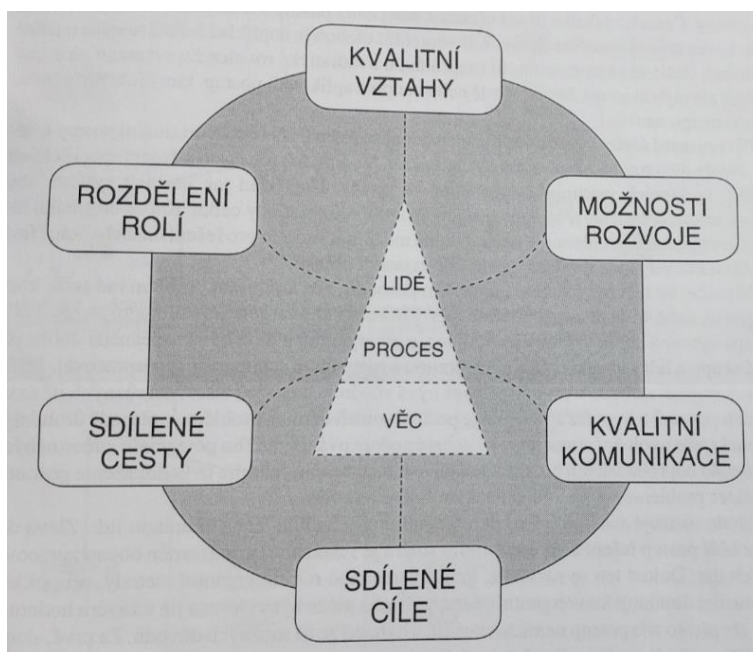 KVALITNÍ
VZTAHY
ROZDĚLENÍ
ROLÍ
MOŽNOSTI
ROZVOJE
LIDÉ
PROCES
VĚC
SDÍLENÉ
CESTY
KVALITNÍ
KOMUNIKACE
SDÍLENÉ
CÍLE